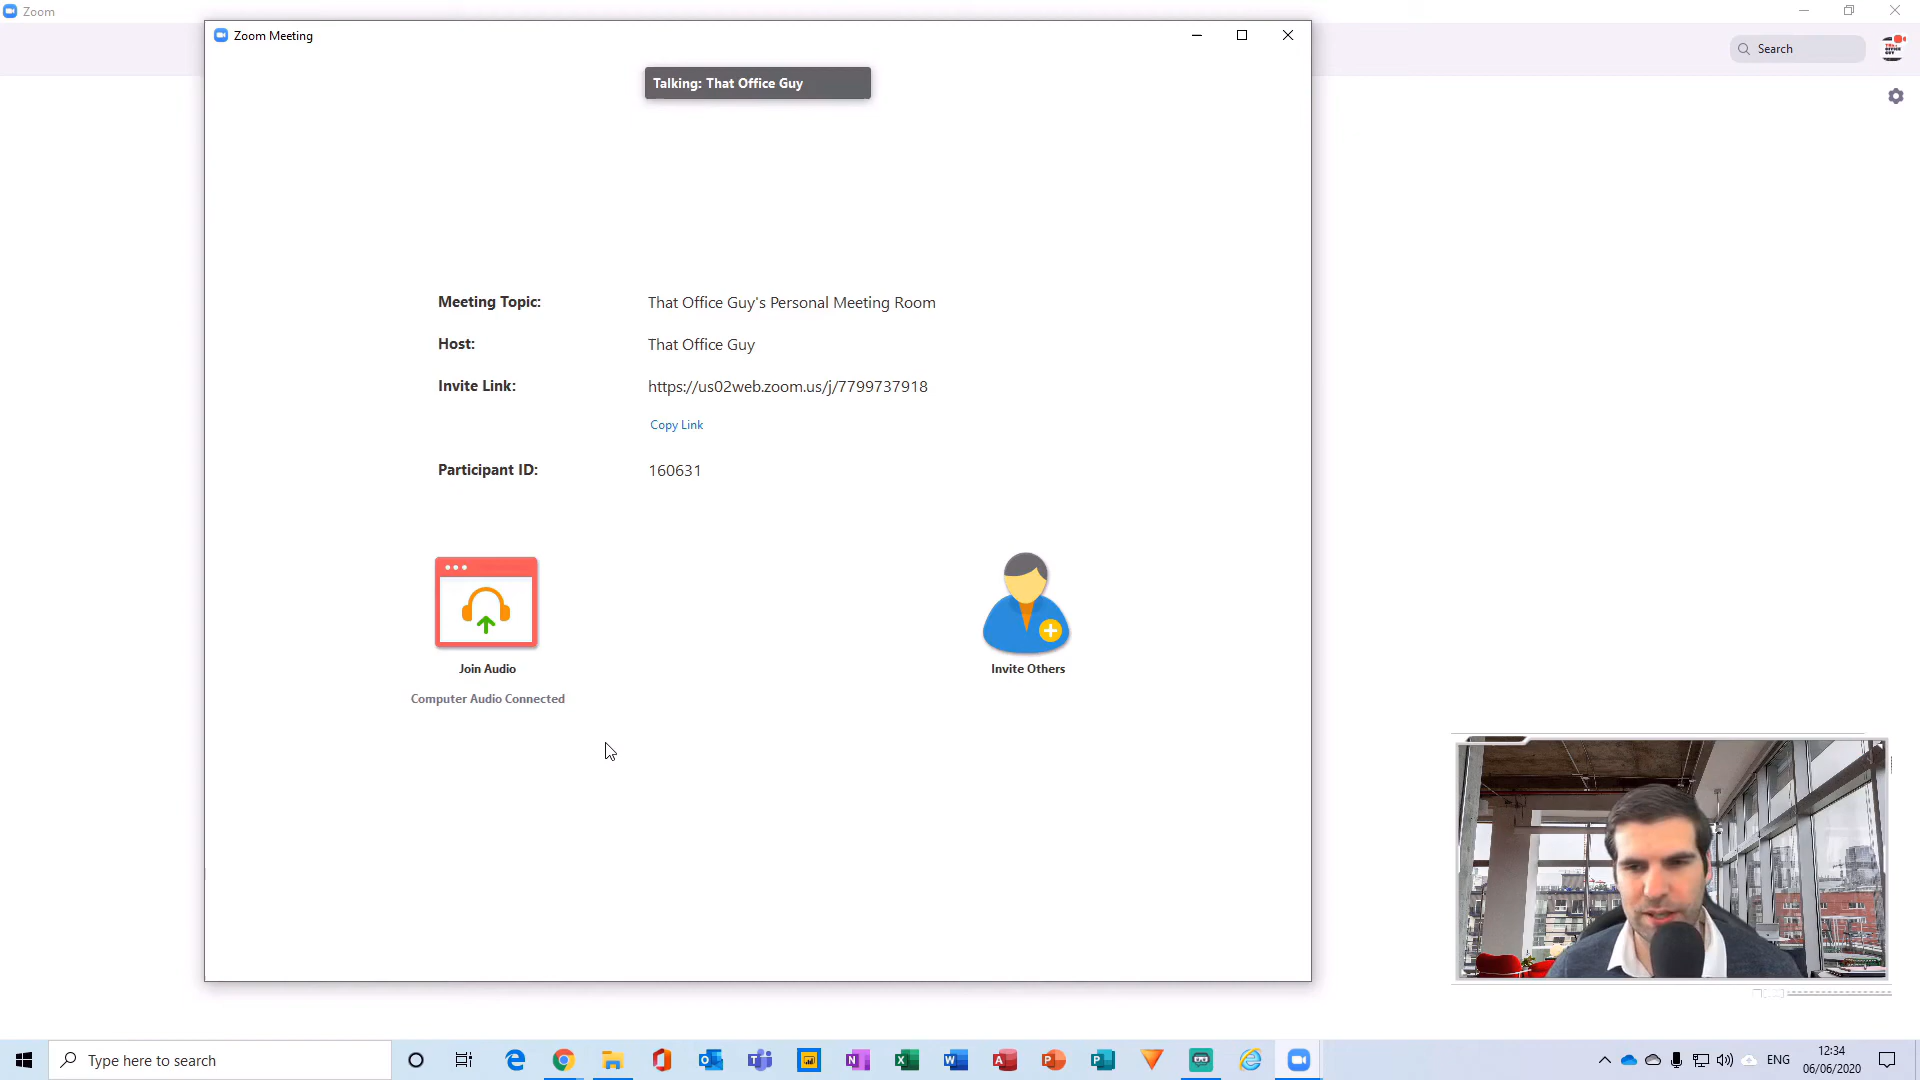 Zoom
Zoom Meeting
Search
Talking: That Office Guy
Meeting Topic:
That Office Guy's Personal Meeting Room
Host:
That Office Guy
Invite Link:
https://us02web.zoom.us/j/7799737918
Copy Link
Participant ID:
160631
Join Audio
Invite Others
Computer Audio Connected
Type here to search
ENG
12:34
06/06/2020